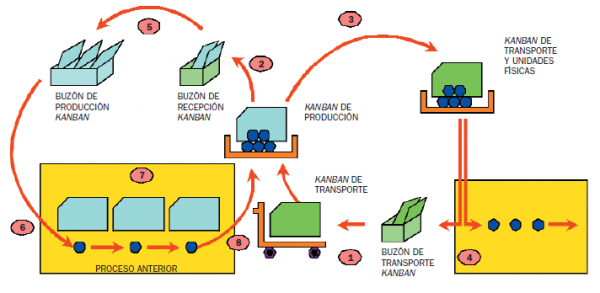 5
3
2
BUZÓN DE
PRODUCCIÓN
KANBAN
BUZÓN DE
RECEPCIÓN
KANBAN
KANBAN DE
PRODUCCIÓN
KANBAN DE
TRANSPORTE
Y UNIDADES
FÍSICAS
7
KANBAN DE
TRANSPORTE
6
8
PROCESO ANTERIOR
1
BUZÓN DE
TRANSPORTE
KANBAN
4